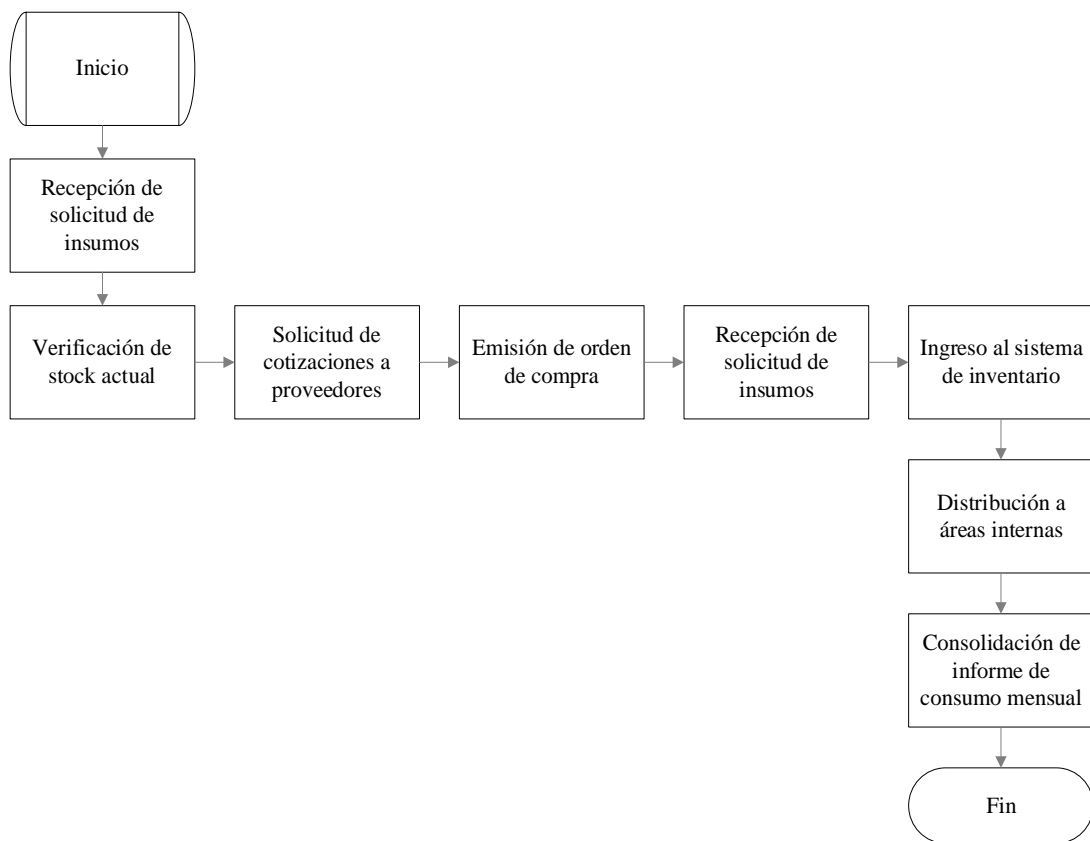 Inicio
Recepción de
solicitud de
insumos
Verificación de
stock actual
Solicitud de
cotizaciones a
proveedores
Emisión de orden
de compra
Recepción de
solicitud de
insumos
Ingreso al sistema
de inventario
Distribución a
áreas internas
Consolidación de
informe de
consumo mensual
Fin